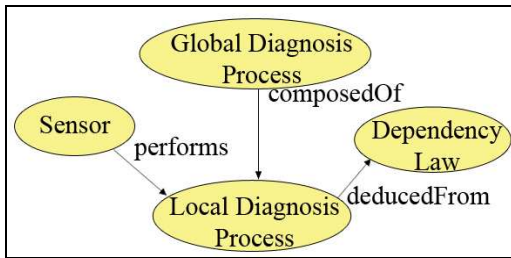 Global Diagnosis
Process
composedOf
Sensor
Dependency
Law
performs
deducedFrom
Local Diagnosis
Process